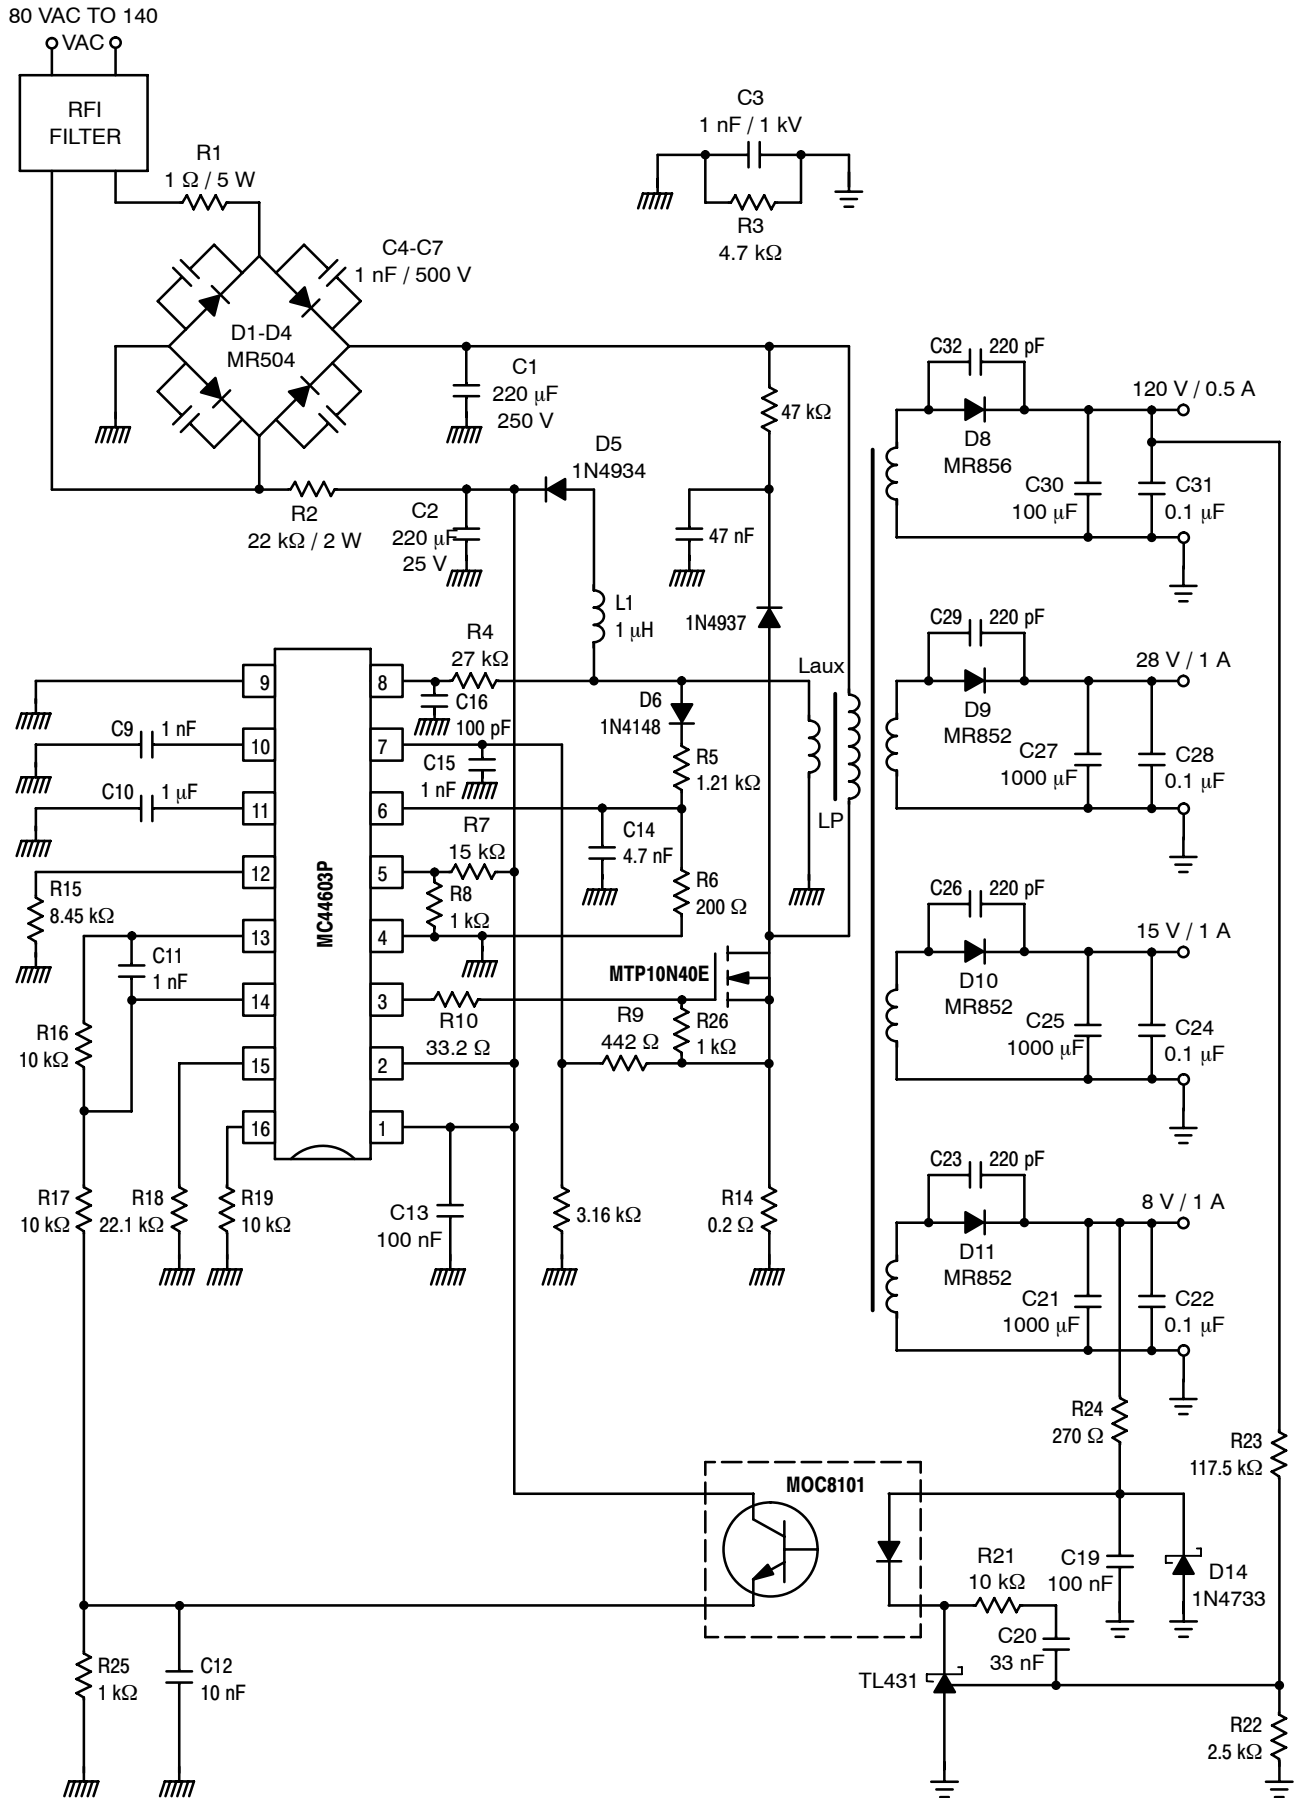 80 VAC TO 140
VAC
RFI
FILTER
R1
1 Ω / 5 W
C3
1 nF / 1 kV
R3
4.7 kΩ
C4-C7
1 nF / 500 V
D1-D4
MR504
C1
220 µF
250 V
47 kΩ
D5
1N4934
R2
22 kΩ / 2 W
C2
220 µF
25 V
47 nF
L1
1 µH
1N4937
Laux
LP
C32
220 pF
120 V / 0.5 A
D8
MR856
C30
100 µF
C31
0.1 µF
C29
220 pF
28 V / 1 A
D9
MR852
C27
1000 µF
C28
0.1 µF
C26
220 pF
15 V / 1 A
D10
MR852
C25
1000 µF
C24
0.1 µF
C23
220 pF
8 V / 1 A
D11
MR852
C21
1000 µF
C22
0.1 µF
MC44603P
9
10
11
12
13
14
15
16
8
7
6
5
4
3
2
1
R4
27 kΩ
C16
100 pF
D6
1N4148
C9
1 nF
C15
1 nF
R5
1.21 kΩ
C10
1 µF
C14
4.7 nF
R7
15 kΩ
R8
1 kΩ
R6
200 Ω
R15
8.45 kΩ
C11
1 nF
MTP10N40E
R10
33.2 Ω
R9
442 Ω
R26
1 kΩ
R16
10 kΩ
R17
10 kΩ
R18
22.1 kΩ
R19
10 kΩ
C13
100 nF
3.16 kΩ
R14
0.2 Ω
R24
270 Ω
R23
117.5 kΩ
MOC8101
R21
10 kΩ
C19
100 nF
D14
1N4733
C20
33 nF
TL431
R25
1 kΩ
C12
10 nF
R22
2.5 kΩ